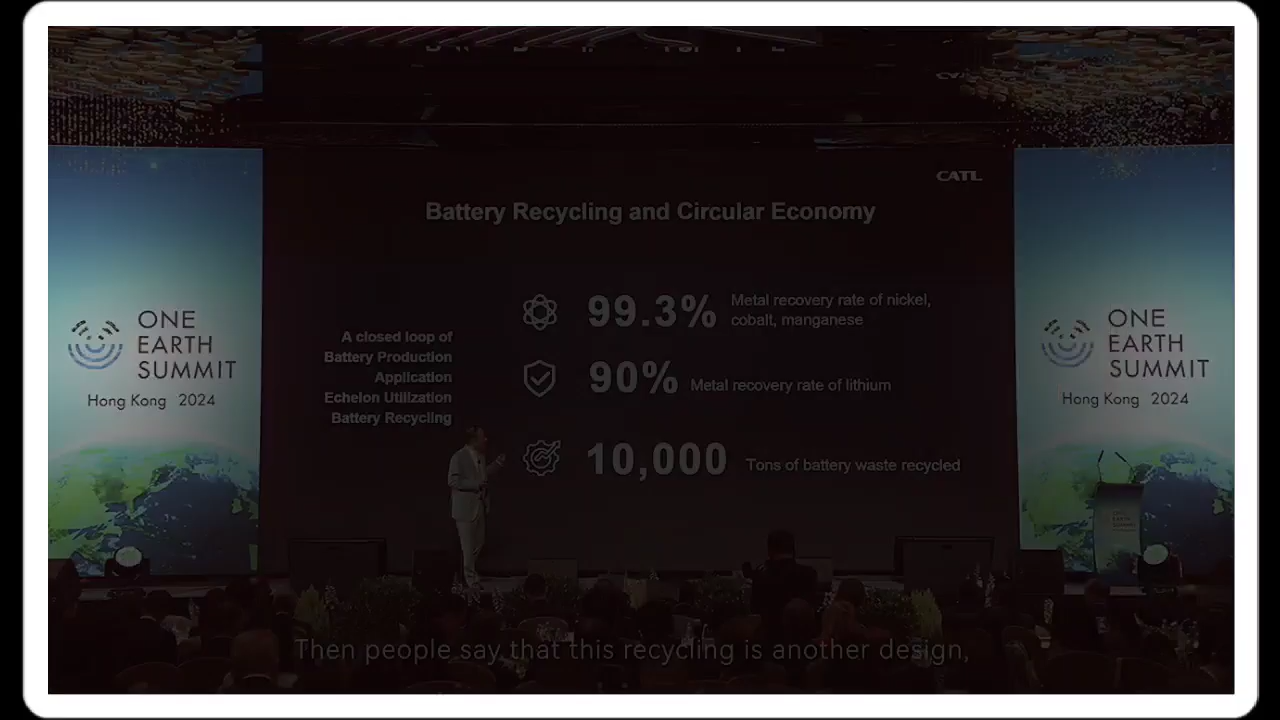 CATL
Battery Recycling and Circular Economy
99.3% Metal recovery rate of nickel,
cobalt, manganese
A closed loop of
Battery Production
Application
Echelon Utilization
Battery Recycling
90% Metal recovery rate of lithium
10,000 Tons of battery waste recycled
ONE
EARTH
SUMMIT
Hong Kong 2024
ONE
EARTH
SUMMIT
Hong Kong 2024
Then people say that this recycling is another design,